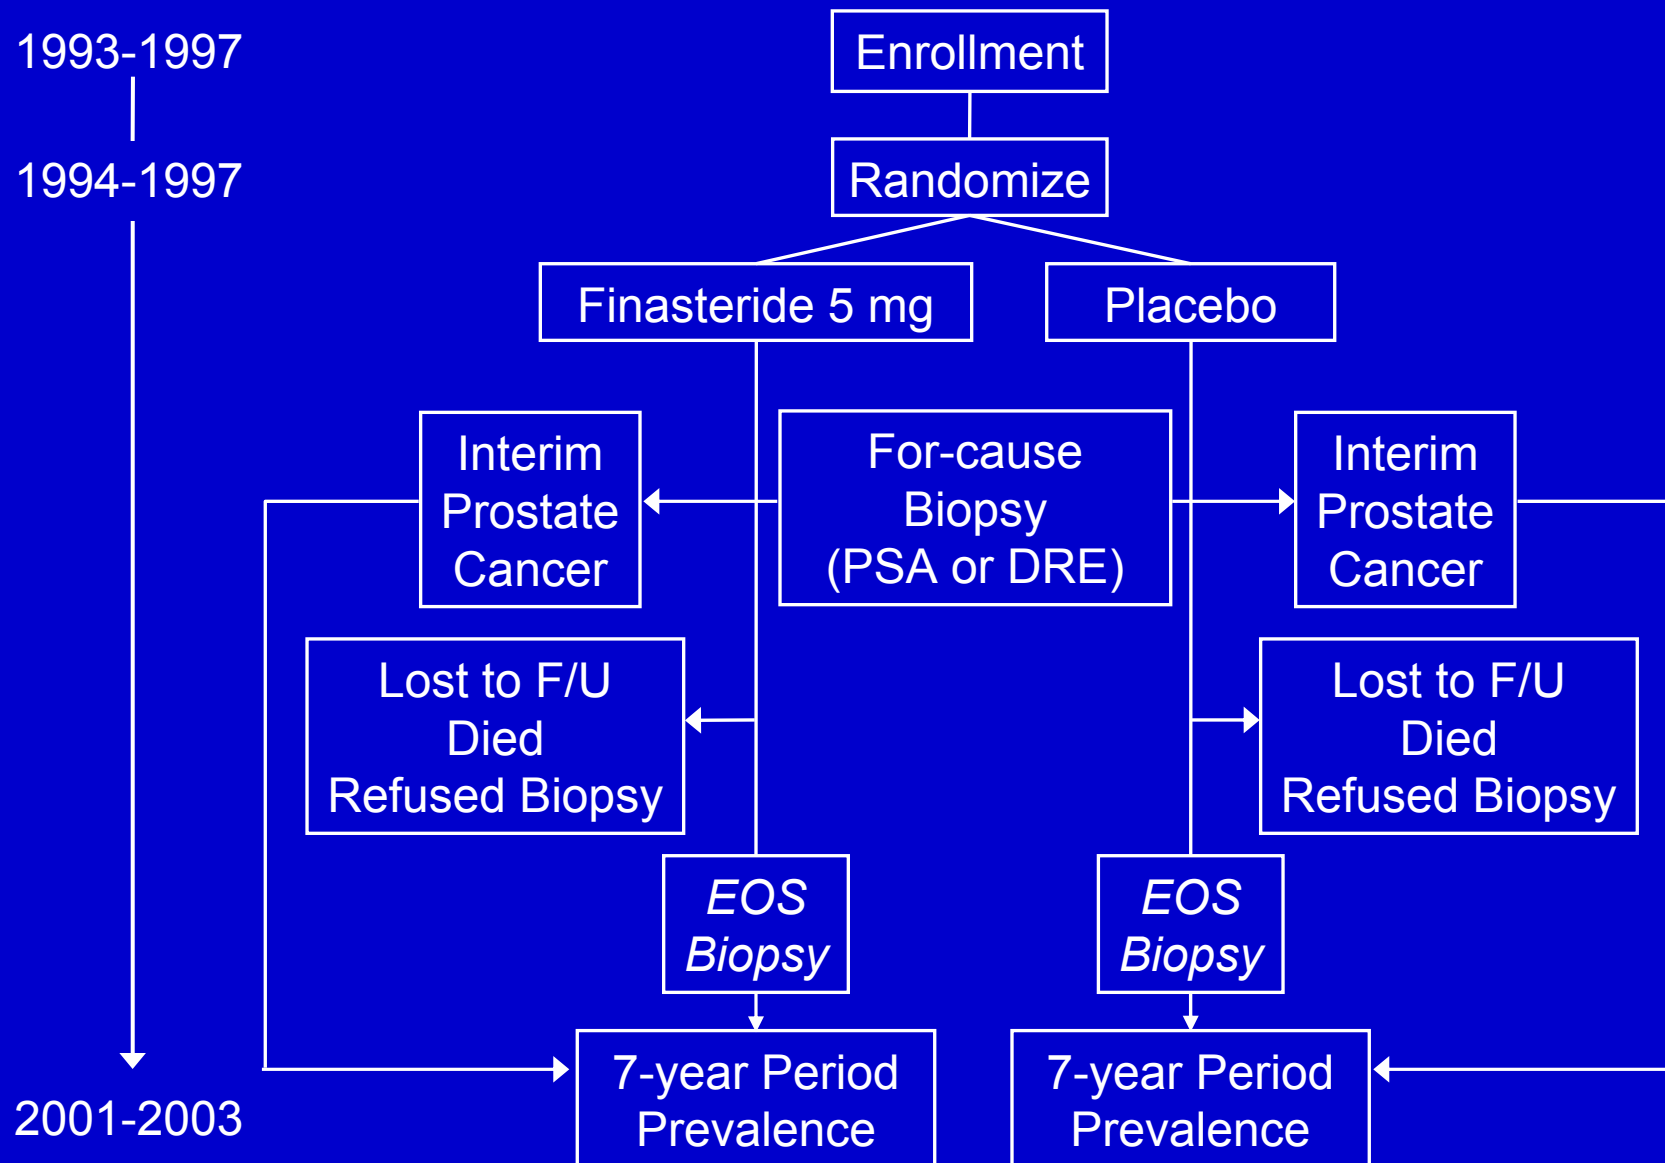 1993-1997
Enrollment
1994-1997
Randomize
Finasteride 5 mg
Placebo
Interim
Prostate
Cancer
For-cause
Biopsy
(PSA or DRE)
Interim
Prostate
Cancer
Lost to F/U
Died
Refused Biopsy
Lost to F/U
Died
Refused Biopsy
EOS
Biopsy
EOS
Biopsy
2001-2003
7-year Period
Prevalence
7-year Period
Prevalence